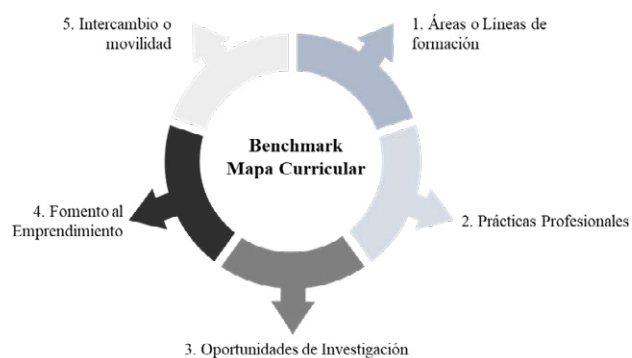 Benchmark
Mapa Curricular
1. Áreas o Líneas de
formación
2. Prácticas Profesionales
3. Oportunidades de Investigación
4. Fomento al
Emprendimiento
5. Intercambio o
movilidad